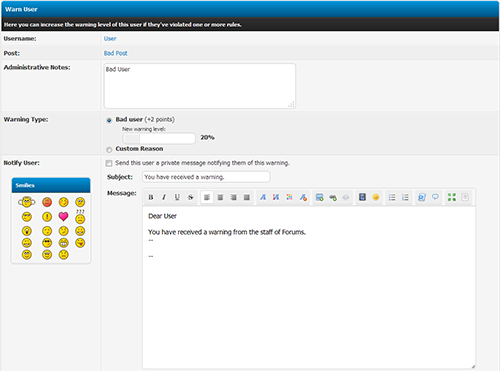 Warn User
Here you can increase the warning level of this user if they've violated one or more rules.
Username: User
Post: Bad Post
Administrative Notes: Bad User
Warning Type: Bad user (+2 points)
New warning level:
20%
Custom Reason
Notify User: Send this user a private message notifying them of this warning.
Smilies
???
Subject: You have received a warning.
Message:
B I U S
Dear User
You have received a warning from the staff of Forums.
...
...